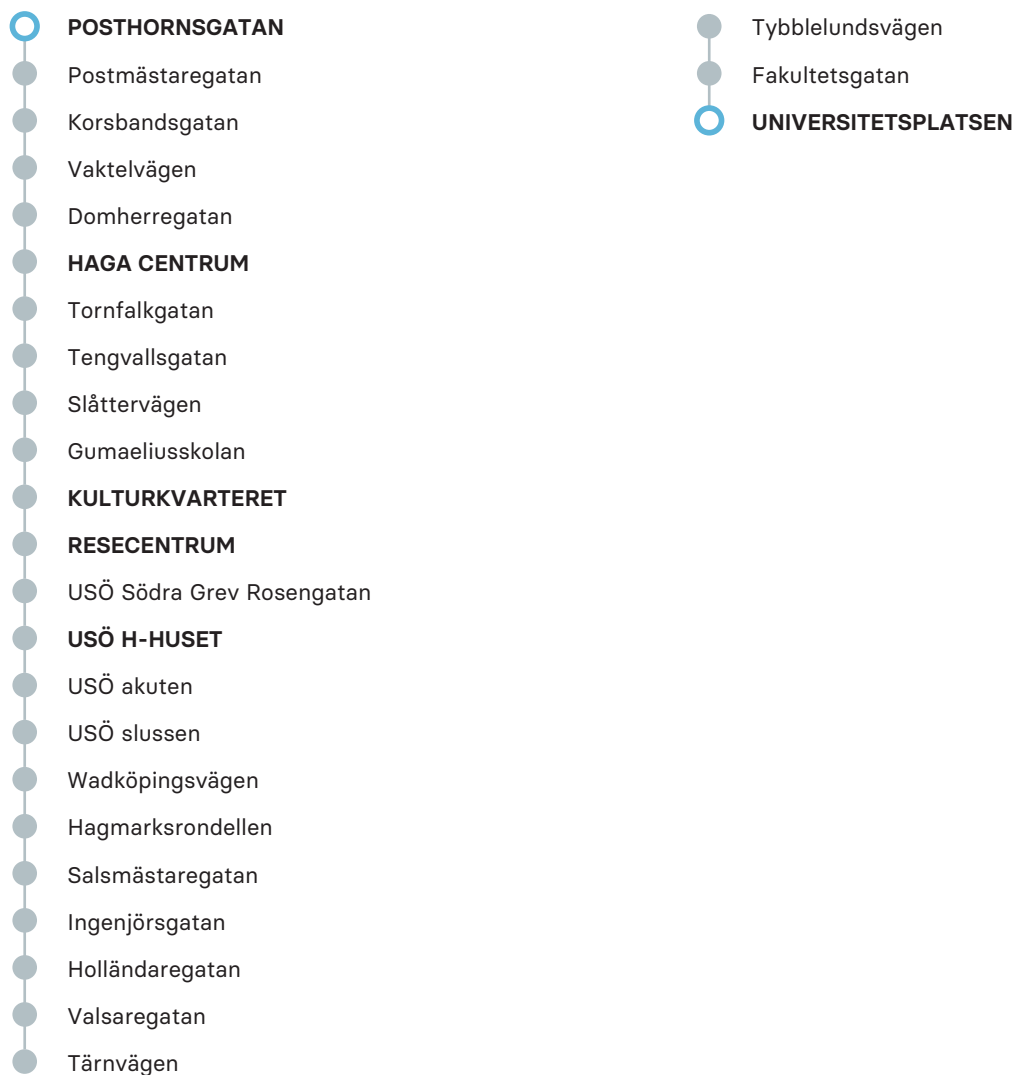 POSTHORNSGATAN
Postmästaregatan
Korsbandsgatan
Vaktelvägen
Domherregatan
HAGA CENTRUM
Tornfalkgatan
Tengvallsgatan
Slåttervägen
Gumaeliusskolan
KULTURKVARTERET
RESECENTRUM
USÖ Södra Grev Rosengatan
USÖ H-HUSET
USÖ akuten
USÖ slussen
Wadköpingsvägen
Hagmarksrondellen
Salsmästaregatan
Ingenjörsgatan
Holländaregatan
Valsaregatan
Tärnvägen
Tybblelundsvägen
Fakultetsgatan
UNIVERSITETSPLATSEN